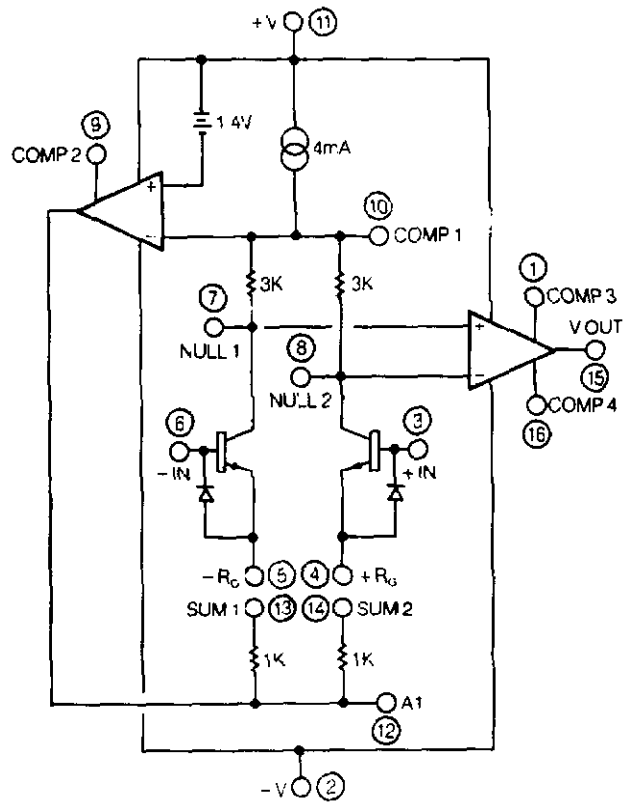 +V 11
1.4V
9
COMP 2
4mA
+
−
10
COMP 1
3K
3K
7
NULL 1
8
NULL 2
1
COMP 3
+
−
V OUT
15
COMP 4
16
6
−IN
3
+IN
−RG 5 4 +RG
SUM 1 13 14 SUM 2
1K
1K
A1
12
−V 2